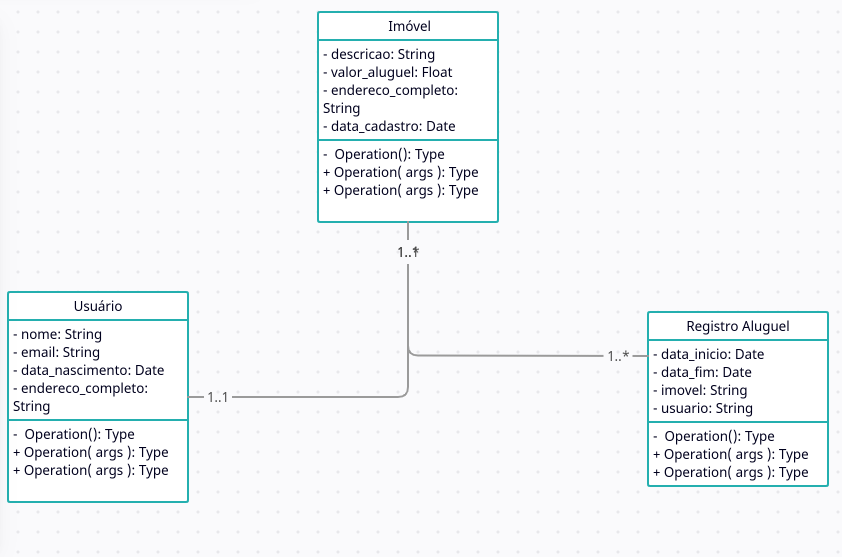 Imóvel
- descricao: String
- valor_aluguel: Float
- endereco_completo:
String
- data_cadastro: Date
-  Operation(): Type
+ Operation( args ): Type
+ Operation( args ): Type
Usuário
- nome: String
- email: String
- data_nascimento: Date
- endereco_completo:
String
-  Operation(): Type
+ Operation( args ): Type
+ Operation( args ): Type
1..1
1..*
Registro Aluguel
- data_inicio: Date
- data_fim: Date
- imovel: String
- usuario: String
-  Operation(): Type
+ Operation( args ): Type
+ Operation( args ): Type